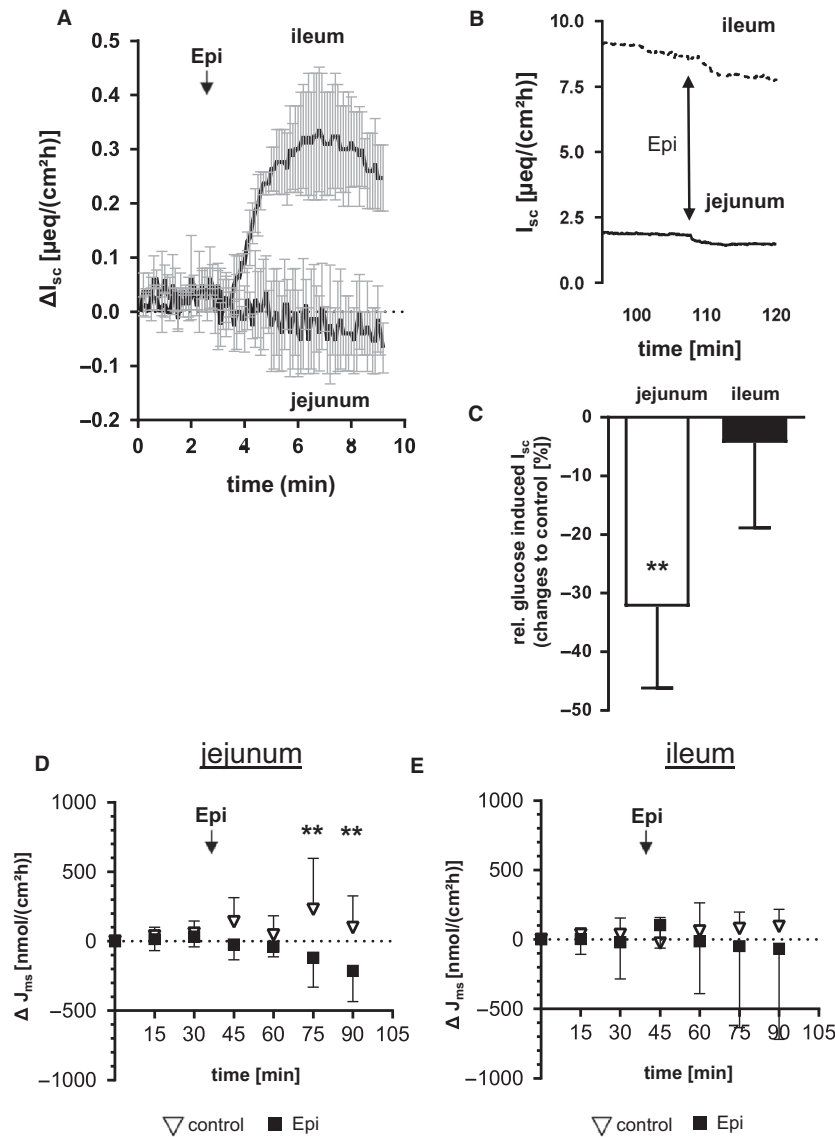 A
ΔIsc [µeq/(cm²h)]
0.5
0.4
0.3
0.2
0.1
0.0
−0.1
−0.2
Epi
ileum
jejunum
0 2 4 6 8 10
time (min)
B
Isc [µeq/(cm²h)]
10.0
7.5
5.0
2.5
0.0
ileum
Epi
jejunum
100 110 120
time [min]
C
jejunum ileum
rel. glucose induced Isc
(changes to control [%])
0
−10
−20
−30
−40
−50
**
D
jejunum
Δ Jms [nmol/(cm²h)]
1000
500
0
−500
−1000
Epi
** **
15 30 45 60 75 90 105
time [min]
control Epi
E
ileum
Δ Jms [nmol/(cm²h)]
1000
500
0
−500
−1000
Epi
15 30 45 60 75 90 105
time [min]
control Epi